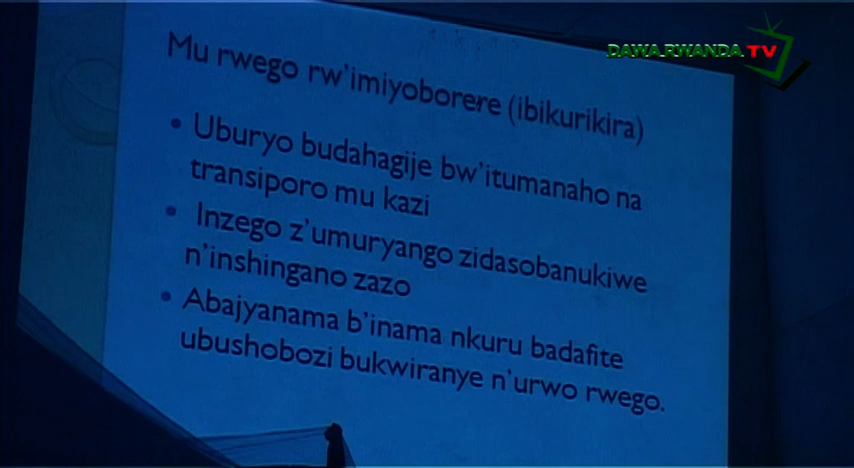 DAWA.RWANDA.TV
Mu rwego rw'imiyoborere (ibikurikira)
• Uburyo budahagije bw'itumanaho na
transiporo mu kazi
• Inzego z'umuryango zidasobanukiwe
n'inshingano zazo
• Abajyanama b'inama nkuru badafite
ubushobozi bukwiranye n'urwo rwego.